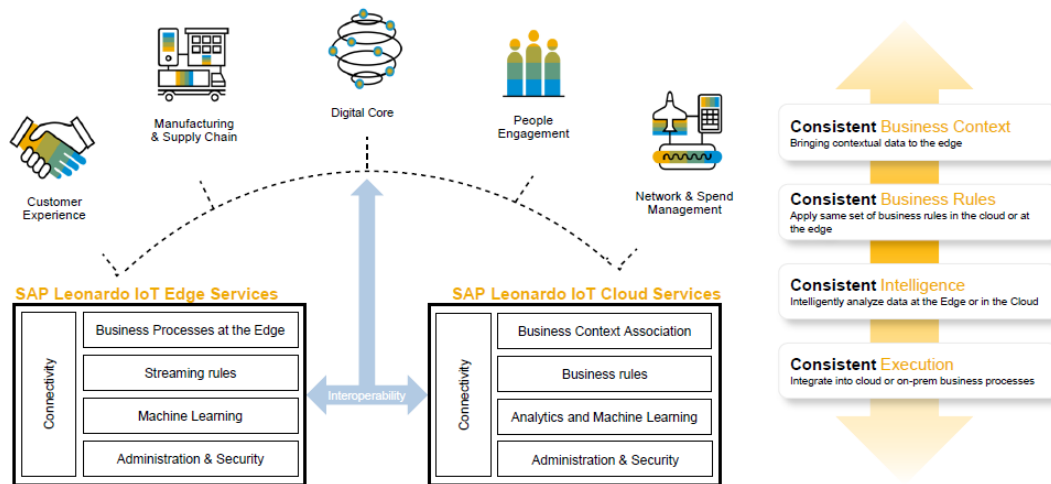 Digital Core
Manufacturing
& Supply Chain
People
Engagement
Customer
Experience
Network & Spend
Management
SAP Leonardo IoT Edge Services
Connectivity
Business Processes at the Edge
Streaming rules
Machine Learning
Administration & Security
Interoperability
SAP Leonardo IoT Cloud Services
Connectivity
Business Context Association
Business rules
Analytics and Machine Learning
Administration & Security
Consistent Business Context
Bringing contextual data to the edge
Consistent Business Rules
Apply same set of business rules in the cloud or at
the edge
Consistent Intelligence
Intelligently analyze data at the Edge or in the Cloud
Consistent Execution
Integrate into cloud or on-prem business processes